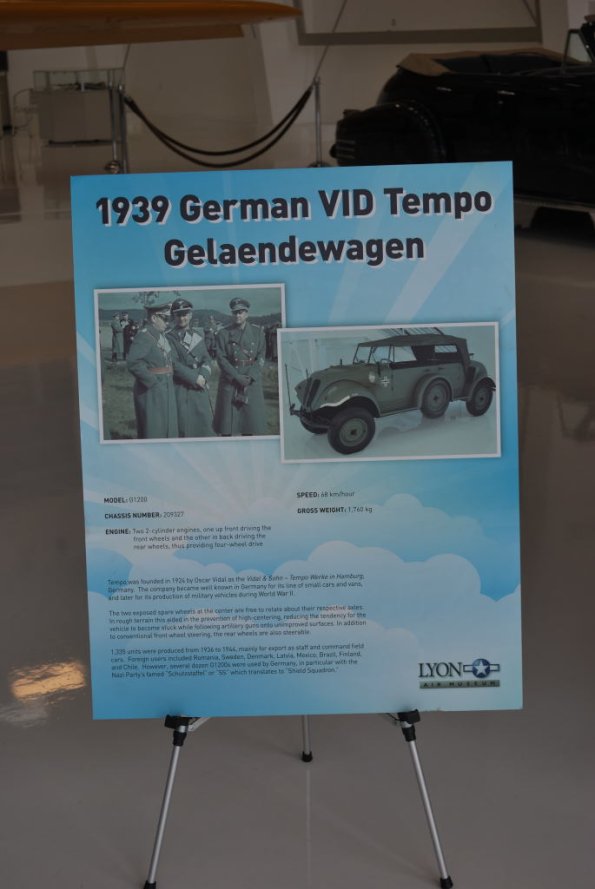 1939 German VID Tempo
Gelaendewagen
MODEL: G1200
CHASSIS NUMBER: 209327
ENGINE: Two 2-cylinder engines, one up front driving the
front wheels and the other in back driving the
rear wheels, thus providing four-wheel drive
SPEED: 68 km/hour
GROSS WEIGHT: 1,760 kg
Tempo was founded in 1924 by Oscar Vidal as the Vidal & Sohn – Tempo Werke in Hamburg,
Germany. The company became well known in Germany for its line of small cars and vans,
and later for its production of military vehicles during World War II.
The two exposed spare wheels at the center are free to rotate about their respective axles.
In rough terrain this aided in the prevention of high-centering, reducing the tendency for the
vehicle to become stuck while following artillery guns onto unimproved surfaces. In addition
to conventional front wheel steering, the rear wheels are also steerable.
1,335 units were produced from 1936 to 1944, mainly for export as staff and command field
cars. Foreign users included Romania, Sweden, Denmark, Latvia, Mexico, Brazil, Finland,
and Chile. However, several dozen G1200s were used by Germany, in particular with the
Nazi Party's famed "Schutzstaffel" or "SS" which translates to "Shield Squadron."
LYON
AIR MUSEUM